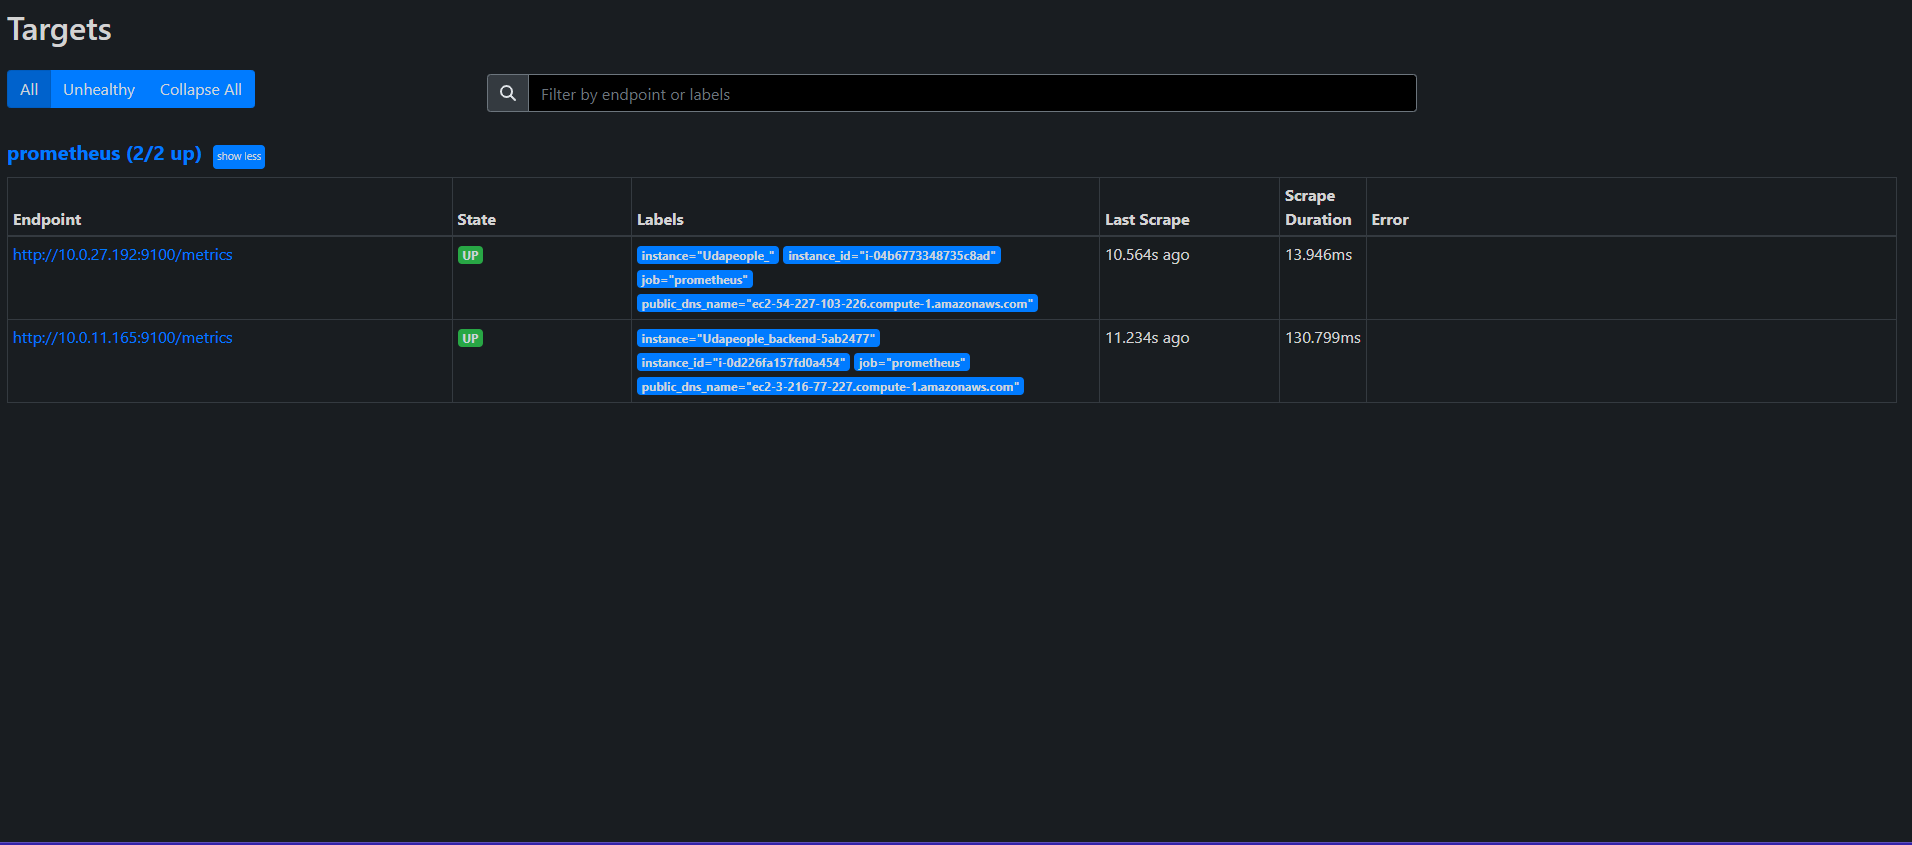 Targets
All Unhealthy Collapse All
Filter by endpoint or labels
prometheus (2/2 up) show less
Endpoint State Labels Last Scrape Scrape Duration Error
http://10.0.27.192:9100/metrics UP instance="Udapeople_" instance_id="i-04b6773348735c8ad" 10.564s ago 13.946ms
job="prometheus"
public_dns_name="ec2-54-227-103-226.compute-1.amazonaws.com"
http://10.0.11.165:9100/metrics UP instance="Udapeople_backend-5ab2477" 11.234s ago 130.799ms
instance_id="i-0d226fa157fd0a454" job="prometheus"
public_dns_name="ec2-3-216-77-227.compute-1.amazonaws.com"